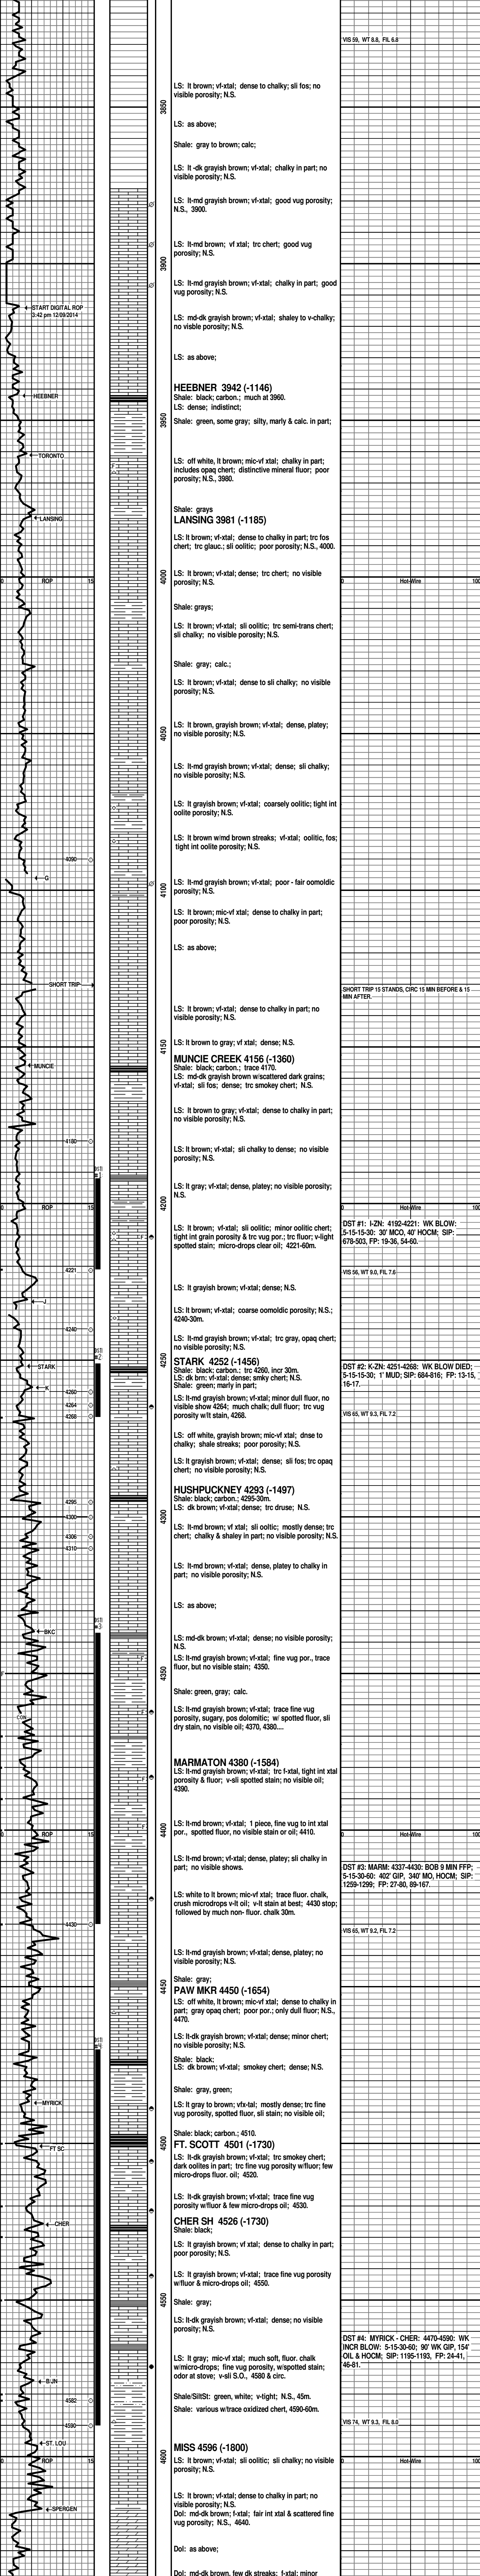 VIS 59, WT 8.8, FIL 6.8
LS: lt brown; vf-xtal; dense to chalky; sli fos; no
visible porosity; N.S.
3850
LS: as above;
Shale: gray to brown; calc;
LS: lt -dk grayish brown; vf-xtal; chalky in part; no
visible porosity; N.S.
LS: lt-md grayish brown; vf-xtal; good vug porosity;
N.S., 3900.
LS: lt-md brown; vf xtal; trc chert; good vug
porosity; N.S.
3900
LS: lt-md grayish brown; vf-xtal; chalky in part; good
vug porosity; N.S.
START DIGITAL ROP
3:42 pm 12/09/2014
LS: md-dk grayish brown; vf-xtal; shaley to v-chalky;
no visble porosity; N.S.
LS: as above;
HEEBNER 3942 (-1146)
HEEBNER
Shale: black; carbon.; much at 3960.
LS: dense; indistinct;
3950
Shale: green, some gray; silty, marly & calc. in part;
TORONTO
LS: off white, lt brown; mic-vf xtal; chalky in part;
includes opaq chert; distinctive mineral fluor; poor
porosity; N.S., 3980.
Shale: grays
LANSING
LANSING 3981 (-1185)
LS: lt brown; vf-xtal; dense to chalky in part; trc fos
chert; trc glauc.; sli oolitic; poor porosity; N.S., 4000.
LS: lt brown; vf-xtal; dense; trc chert; no visible
porosity; N.S.
4000
0 ROP 15
0 Hot-Wire 100
Shale: grays;
LS: lt brown; vf-xtal; sli oolitic; trc semi-trans chert;
sli chalky; no visible porosity; N.S.
Shale: gray; calc.;
LS: lt brown; vf-xtal; dense to sli chalky; no visible
porosity; N.S.
LS: lt brown, grayish brown; vf-xtal; dense, platey;
no visible porosity; N.S.
4050
LS: lt-md grayish brown; vf-xtal; dense; sli chalky;
no visible porosity; N.S.
LS: lt grayish brown; vf-xtal; coarsely oolitic; tight int
oolite porosity; N.S.
LS: lt brown w/md brown streaks; vf-xtal; oolitic, fos;
tight int oolite porosity; N.S.
4090
G
LS: lt-md grayish brown; vf-xtal; poor - fair oomoldic
porosity; N.S.
4100
LS: lt brown; mic-vf xtal; dense to chalky in part;
poor porosity; N.S.
LS: as above;
SHORT TRIP
SHORT TRIP 15 STANDS, CIRC 15 MIN BEFORE & 15
MIN AFTER.
LS: lt brown; vf-xtal; dense to chalky in part; no
visible porosity; N.S.
LS: lt brown to gray; vf xtal; dense; N.S.
4150
MUNCIE CREEK 4156 (-1360)
MUNCIE
Shale: black; carbon.; trace 4170.
LS: md-dk grayish brown w/scattered dark grains;
vf-xtal; sli fos; dense; trc smokey chert; N.S.
LS: lt brown to gray; vf-xtal; dense to chalky in part;
no visible porosity; N.S.
4180
LS: lt brown; vf-xtal; sli chalky to dense; no visible
porosity; N.S.
LS: lt gray; vf-xtal; dense, platey; no visible porosity;
N.S.
4200
0 ROP 15
0 Hot-Wire 100
DST #1: I-ZN: 4192-4221: WK BLOW:
5-15-15-30: 30' MCO, 40' HOCM; SIP:
678-503, FP: 19-36, 54-60.
LS: lt brown; vf-xtal; sli oolitic; minor oolitic chert;
tight int grain porosity & trc vug por.; trc fluor; v-light
spotted stain; micro-drops clear oil; 4221-60m.
4221
VIS 56, WT 9.0, FIL 7.6
LS: lt grayish brown; vf-xtal; dense; N.S.
J
LS: lt brown; vf-xtal; coarse oomoldic porosity; N.S.;
4240-30m.
4240
LS: lt-md grayish brown; vf-xtal; trc gray, opaq chert;
no visible porosity; N.S.
4250
STARK 4252 (-1456)
STARK
Shale: black; carbon.; trc 4260, incr 30m.
LS: dk brn; vf-xtal; dense; smky chert; N.S.
Shale: green; marly in part;
DST #2: K-ZN: 4251-4268: WK BLOW DIED;
5-15-15-30; 1' MUD; SIP: 684-816; FP: 13-15,
16-17.
K
4260
4264
4268
LS: lt-md grayish brown; vf-xtal; minor dull fluor, no
visible show 4264; much chalk; dull fluor; trc vug
porosity w/lt stain, 4268.
VIS 65, WT 9.3, FIL 7.2
LS: off white, grayish brown; mic-vf xtal; dnse to
chalky; shale streaks; poor porosity; N.S.
LS: lt grayish brown; vf-xtal; dense; sli fos; trc opaq
chert; no visible porosity; N.S.
HUSHPUCKNEY 4293 (-1497)
4295
Shale: black; carbon.; 4295-30m.
LS: dk brown; vf-xtal; dense; trc druse; N.S.
4300
LS: lt-md brown; vf xtal; sli ooltic; mostly dense; trc
chert; chalky & shaley in part; no visible porosity; N.S.
4306
4310
LS: lt-md brown; vf-xtal; dense, platey to chalky in
part; no visible porosity; N.S.
LS: as above;
BKC
LS: md-dk brown; vf-xtal; dense; no visible porosity;
N.S.
LS: lt-md grayish brown; vf-xtal; fine vug por., trace
fluor, but no visible stain; 4350.
4350
Shale: green, gray; calc.
LS: lt-md grayish brown; vf-xtal; trace fine vug
porosity, sugary, pos dolomitic; w/ spotted fluor, sli
dry stain, no visible oil; 4370, 4380....
CON
MARMATON 4380 (-1584)
LS: lt-md grayish brown; vf-xtal; trc f-xtal, tight int xtal
porosity & fluor; v-sli spotted stain; no visible oil;
4390.
LS: lt-md brown; vf-xtal; 1 piece, fine vug to int xtal
por., spotted fluor, no visible stain or oil; 4410.
4400
0 ROP 15
0 Hot-Wire 100
LS: lt-md brown; vf-xtal; dense, platey; sli chalky in
part; no visible shows.
DST #3: MARM: 4337-4430: BOB 9 MIN FFP;
5-15-30-60: 402' GIP, 340' MO, HOCM; SIP:
1259-1299; FP: 27-80, 89-167.
LS: white to lt brown; mic-vf xtal; trace fluor. chalk,
crush microdrops v-lt oil; v-lt stain at best; 4430 stop;
followed by much non- fluor. chalk 30m.
4430
VIS 65, WT 9.2, FIL 7.2
LS: lt-md grayish brown; vf-xtal; dense, platey; no
visible porosity; N.S.
Shale: gray;
4450
PAW MKR 4450 (-1654)
LS: off white, lt brown; mic-vf xtal; dense to chalky in
part; gray opaq chert; poor por.; only dull fluor; N.S.,
4470.
LS: lt-dk grayish brown; vf-xtal; dense; minor chert;
no visible porosity; N.S.
Shale: black;
LS: dk brown; vf-xtal; smokey chert; dense; N.S.
Shale: gray, green;
MYRICK
LS: lt gray to brown; vfx-tal; mostly dense; trc fine
vug porosity, spotted fluor, sli stain; no visible oil;
Shale: black; carbon.; 4510.
4500
FT. SCOTT 4501 (-1730)
FT SC
LS: lt-dk grayish brown; vf-xtal; trc smokey chert;
dark oolites in part; trc fine vug porosity w/fluor; few
micro-drops fluor. oil; 4520.
LS: lt-dk grayish brown; vf-xtal; trace fine vug
porosity w/fluor & few micro-drops oil; 4530.
CHER SH 4526 (-1730)
CHER
Shale: black;
LS: lt grayish brown; vf xtal; dense to chalky in part;
poor porosity; N.S.
LS: lt grayish brown; vf-xtal; trace fine vug porosity
w/fluor & micro-drops oil; 4550.
4550
Shale: gray;
LS: lt-dk grayish brown; vf-xtal; dense; no visible
porosity; N.S.
DST #4: MYRICK - CHER: 4470-4590: WK
INCR BLOW: 5-15-30-60; 90' WK GIP, 154'
OIL & HOCM; SIP: 1195-1193, FP: 24-41,
46-81.
LS: lt gray; mic-vf xtal; much soft, fluor. chalk
w/micro-drops; fine vug porosity, w/spotted stain;
odor at stove; v-sli S.O., 4580 & circ.
B JN
4582
Shale/SiltSt: green, white; v-tight; N.S., 45m.
Shale: various w/trace oxidized chert, 4590-60m.
4590
VIS 74, WT 9.3, FIL 8.0
ST. LOU
MISS 4596 (-1800)
4600
0 ROP 15
0 Hot-Wire 100
LS: lt brown; vf-xtal; sli oolitic; sli chalky; no visible
porosity; N.S.
LS: lt brown; vf-xtal; dense to chalky in part; no
visible porosity; N.S.
SPERGEN
Dol: md-dk brown; f-xtal; fair int xtal & scattered fine
vug porosity; N.S., 4640.
Dol: as above;
Dol: md-dk brown, few dk streaks; f-xtal; minor